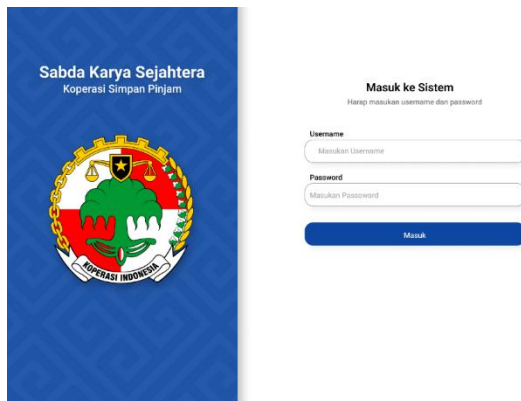 Sabda Karya Sejahtera
Koperasi Simpan Pinjam
KOPERASI INDONESIA
Masuk ke Sistem
Harap masukan username dan password
Username
Masukan Username
Password
Masukan Passoword
Masuk